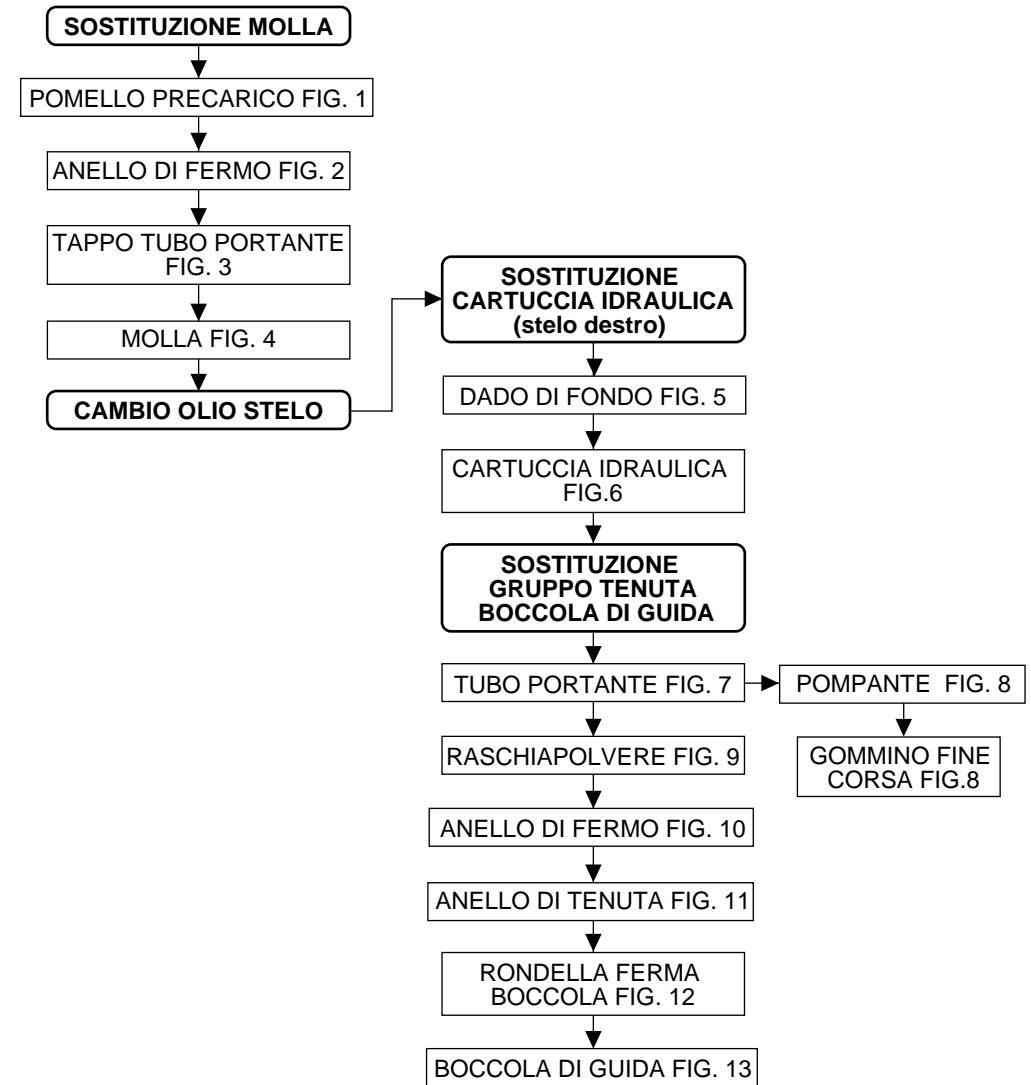 SOSTITUZIONE MOLLA
POMELLO PRECARICO FIG. 1
ANELLO DI FERMO FIG. 2
TAPPO TUBO PORTANTE
FIG. 3
MOLLA FIG. 4
CAMBIO OLIO STELO
SOSTITUZIONE
CARTUCCIA IDRAULICA
(stelo destro)
DADO DI FONDO FIG. 5
CARTUCCIA IDRAULICA
FIG.6
SOSTITUZIONE
GRUPPO TENUTA
BOCCOLA DI GUIDA
TUBO PORTANTE FIG. 7
POMPANTE FIG. 8
GOMMINO FINE
CORSA FIG.8
RASCHIAPOLVERE FIG. 9
ANELLO DI FERMO FIG. 10
ANELLO DI TENUTA FIG. 11
RONDELLA FERMA
BOCCOLA FIG. 12
BOCCOLA DI GUIDA FIG. 13